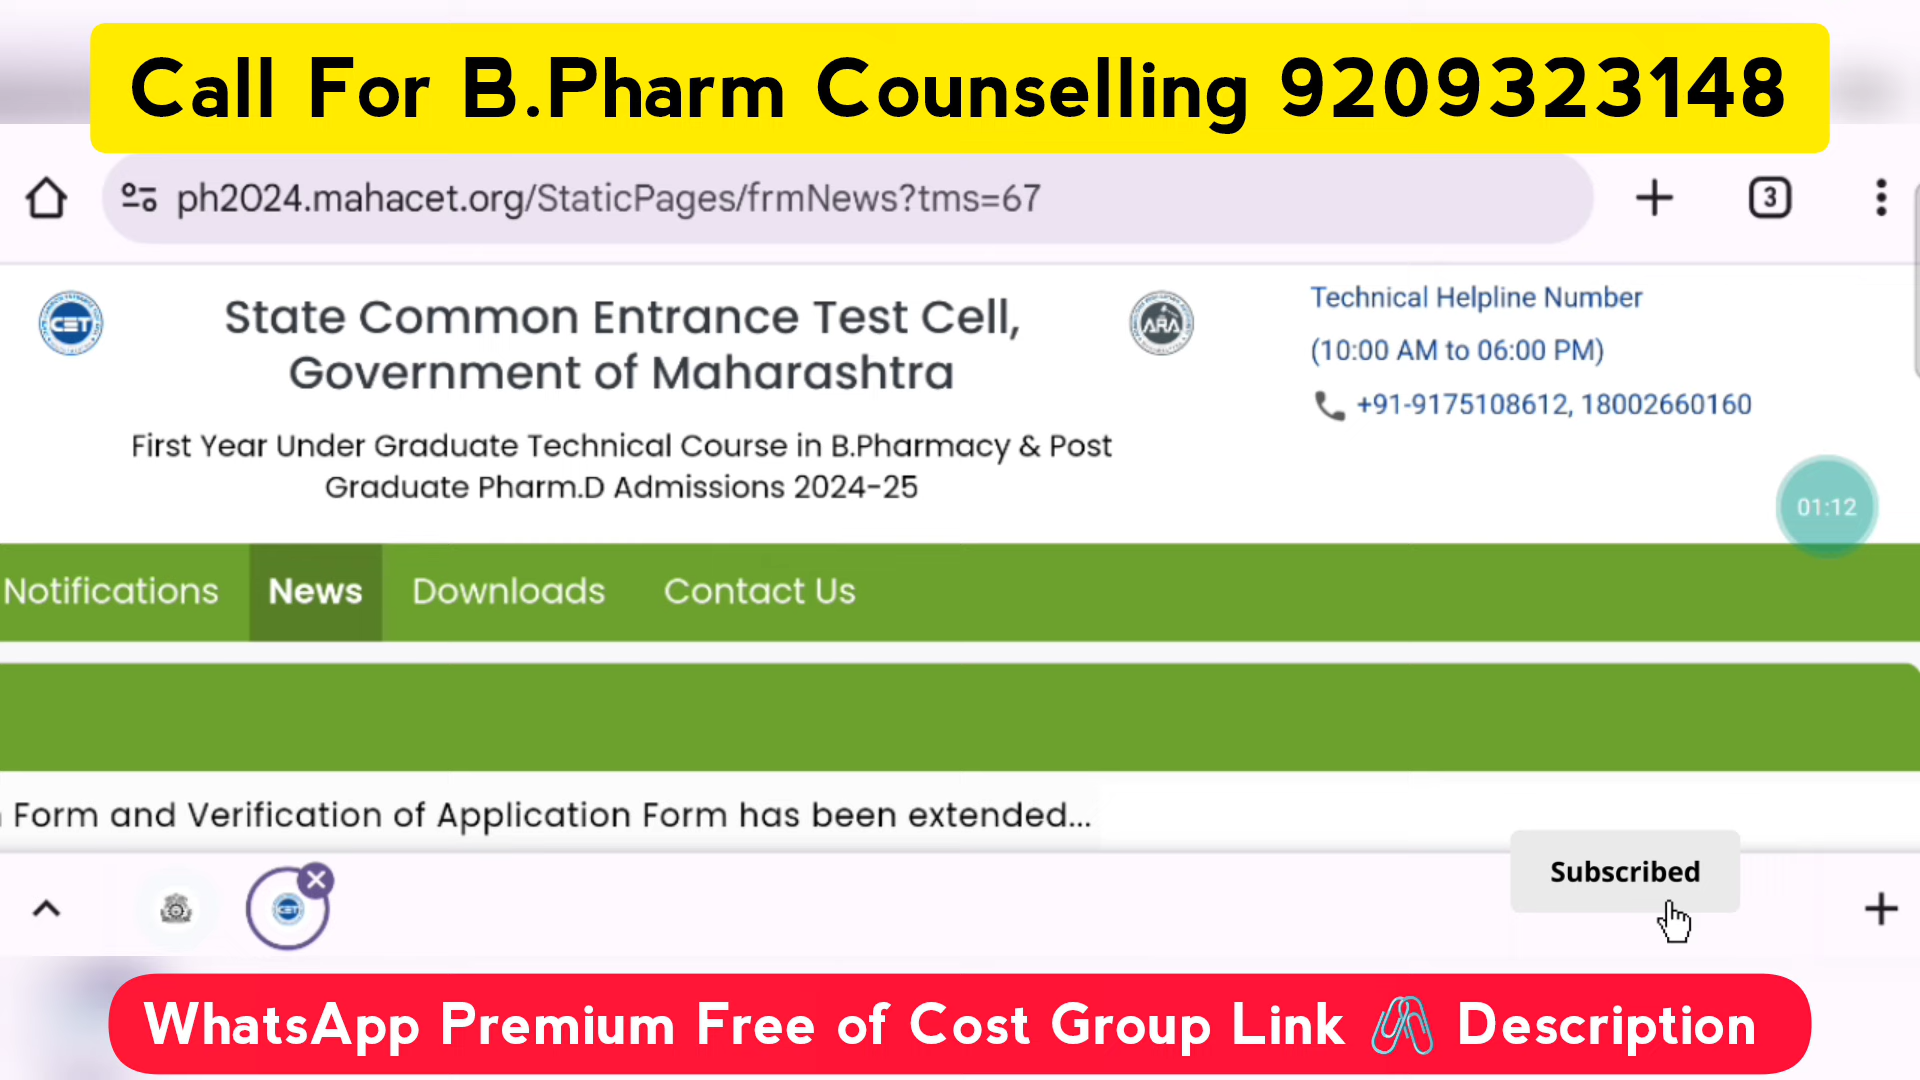 Call For B.Pharm Counselling 9209323148
ph2024.mahacet.org/StaticPages/frmNews?tms=67
3
CET
State Common Entrance Test Cell,
Government of Maharashtra
ARA
Technical Helpline Number
(10:00 AM to 06:00 PM)
+91-9175108612, 18002660160
First Year Under Graduate Technical Course in B.Pharmacy & Post
Graduate Pharm.D Admissions 2024-25
01:12
Notifications News Downloads Contact Us
Form and Verification of Application Form has been extended...
CET
Subscribed
WhatsApp Premium Free of Cost Group Link Description